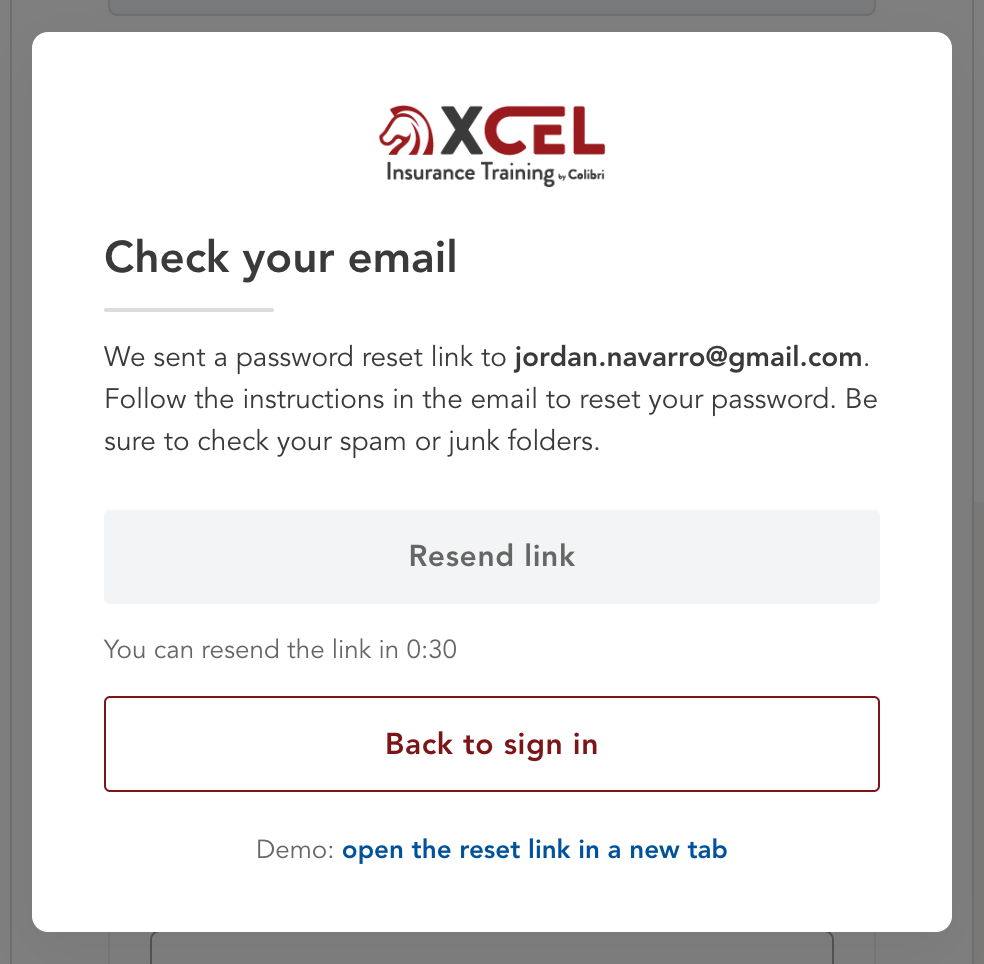 XCEL
Insurance Training by Colibri
Check your email
We sent a password reset link to jordan.navarro@gmail.com.
Follow the instructions in the email to reset your password. Be
sure to check your spam or junk folders.
Resend link
You can resend the link in 0:30
Back to sign in
Demo: open the reset link in a new tab